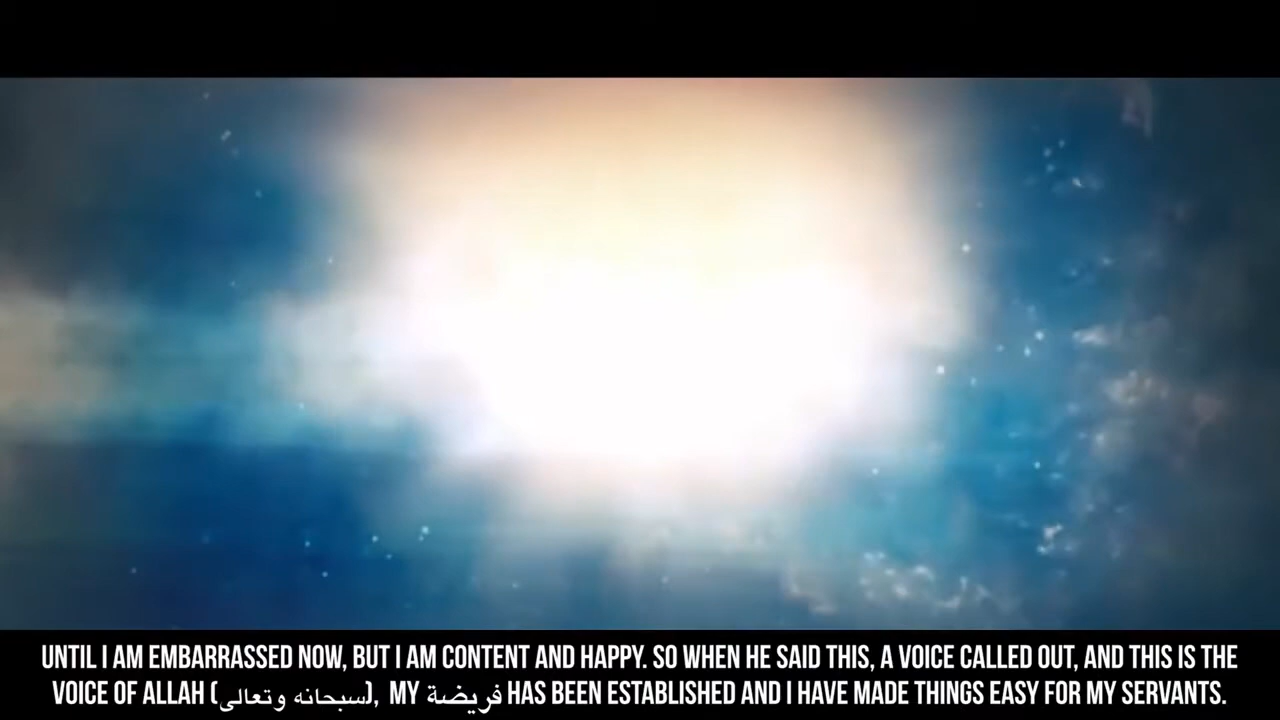 UNTIL I AM EMBARRASSED NOW, BUT I AM CONTENT AND HAPPY. SO WHEN HE SAID THIS, A VOICE CALLED OUT, AND THIS IS THE
VOICE OF ALLAH (سبحانه وتعالى), MY فريضة HAS BEEN ESTABLISHED AND I HAVE MADE THINGS EASY FOR MY SERVANTS.